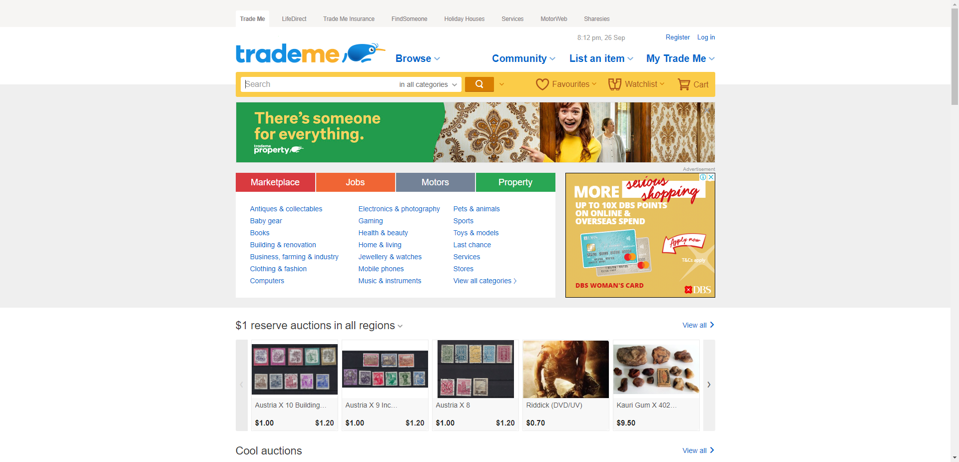 Trade Me LifeDirect Trade Me Insurance FindSomeone Holiday Houses Services MotorWeb Sharesies
8:12 pm, 26 Sep Register Log in
trademe Browse Community List an item My Trade Me
Search in all categories Favourites Watchlist Cart
There's someone
for everything.
trademe
property
Advertisement
Marketplace Jobs Motors Property
Antiques & collectables Electronics & photography Pets & animals
Baby gear Gaming Sports
Books Health & beauty Toys & models
Building & renovation Home & living Last chance
Business, farming & industry Jewellery & watches Services
Clothing & fashion Mobile phones Stores
Computers Music & instruments View all categories
MORE serious shopping
UP TO 10X DBS POINTS
ON ONLINE &
OVERSEAS SPEND
Apply now
T&Cs apply
DBS WOMAN'S CARD
DBS
$1 reserve auctions in all regions View all
Austria X 10 Building... Austria X 9 Inc... Austria X 8 Riddick (DVD/UV) Kauri Gum X 402...
$1.00 $1.20 $1.00 $1.20 $1.00 $1.20 $0.70 $9.50
Cool auctions View all